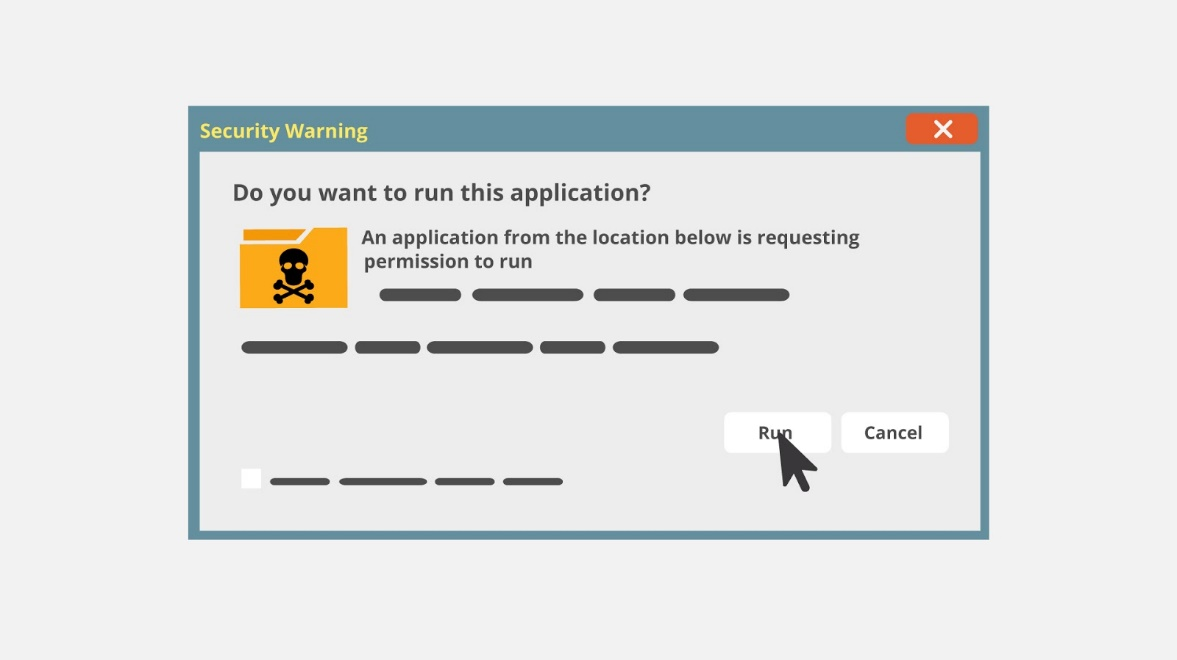 Security Warning
Do you want to run this application?
An application from the location below is requesting
permission to run
Run
Cancel